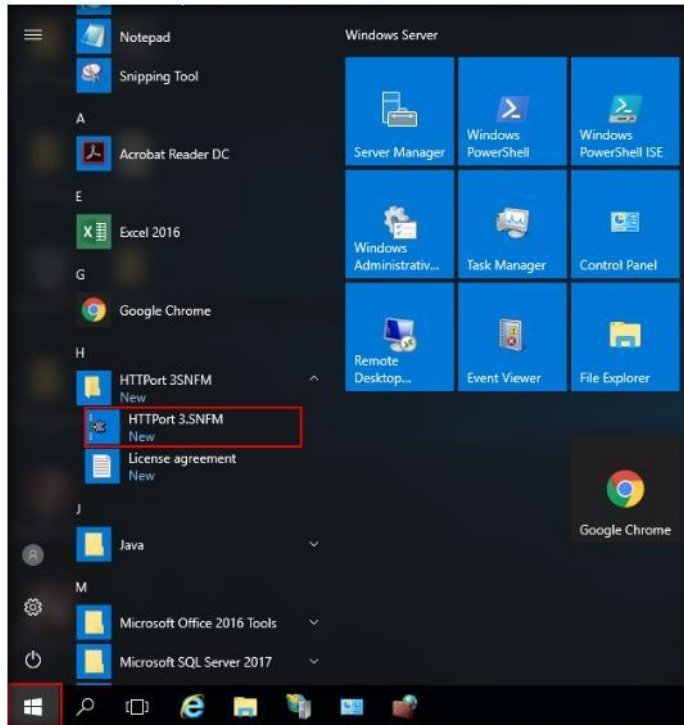 Notepad
Snipping Tool
A
Acrobat Reader DC
E
Excel 2016
G
Google Chrome
H
HTTPort 3SNFM
New
HTTPort 3.SNFM
New
License agreement
New
J
Java
M
Microsoft Office 2016 Tools
Microsoft SQL Server 2017
Windows Server
Server Manager
Windows
PowerShell
Windows
PowerShell ISE
Windows
Administrativ...
Task Manager
Control Panel
Remote
Desktop...
Event Viewer
File Explorer
Google Chrome